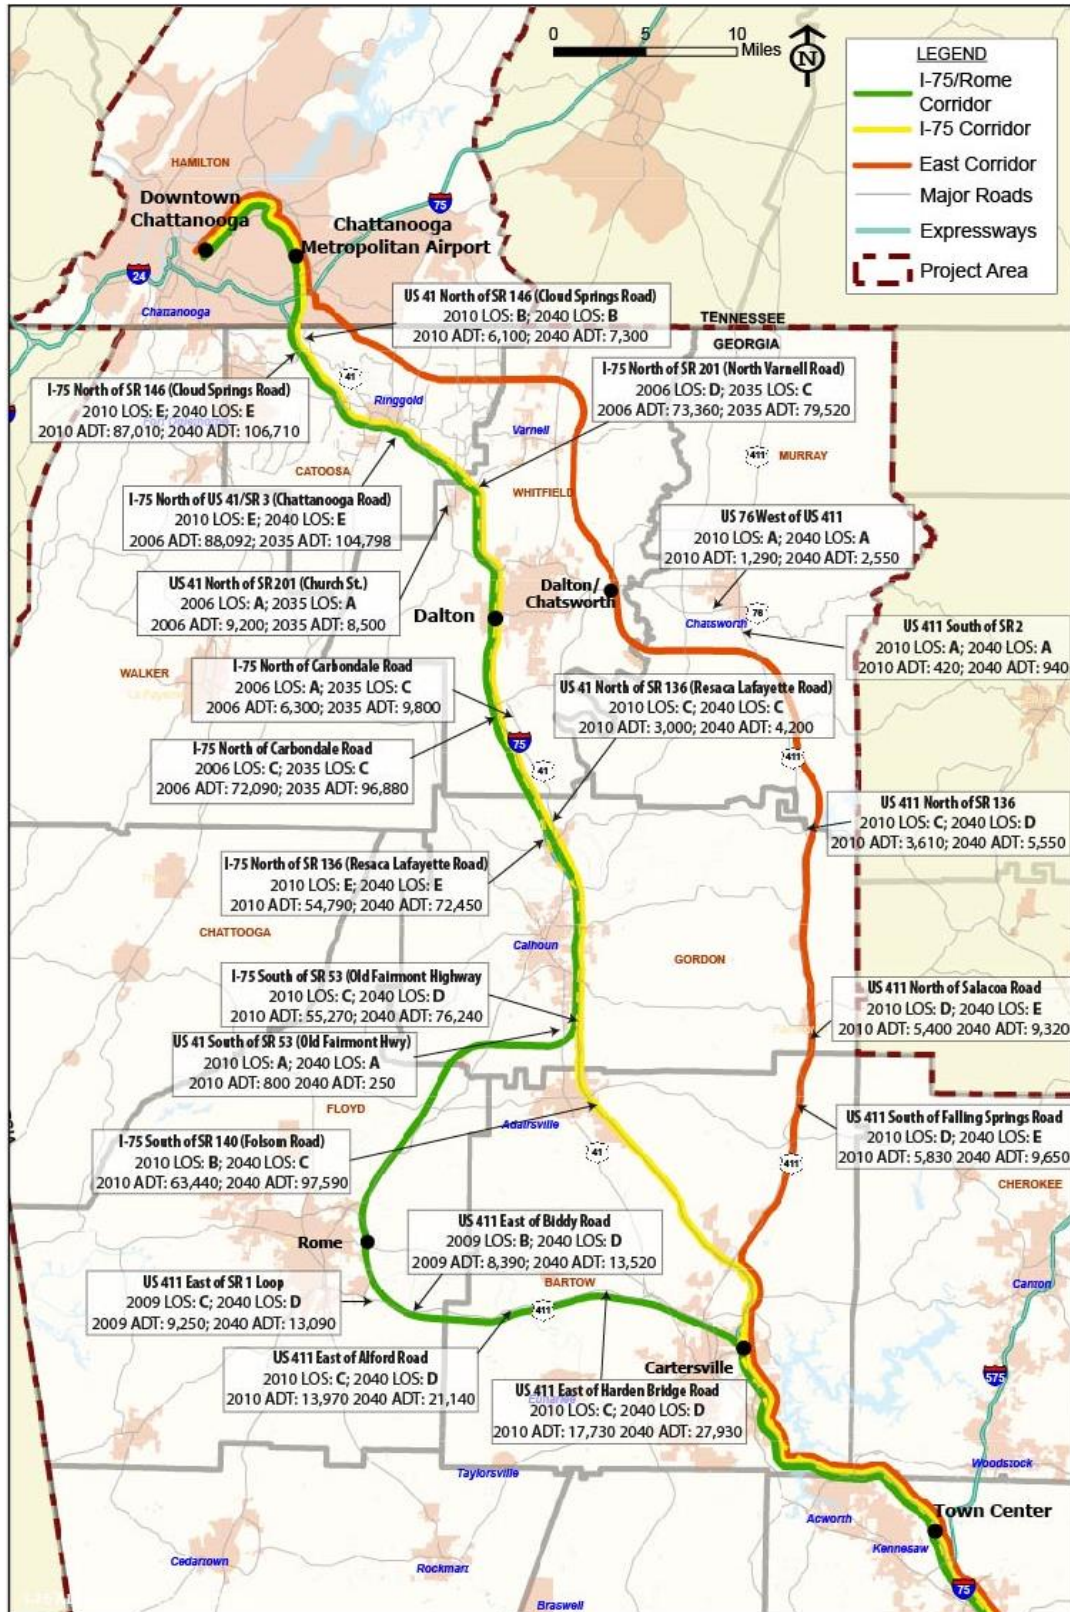 0 5 10
Miles
N
LEGEND
I-75/Rome
Corridor
I-75 Corridor
East Corridor
Major Roads
Expressways
Project Area
HAMILTON
Downtown
Chattanooga
Chattanooga
Metropolitan Airport
75
24
Chattanooga
TENNESSEE
GEORGIA
US 41 North of SR 146 (Cloud Springs Road)
2010 LOS: B; 2040 LOS: B
2010 ADT: 6,100; 2040 ADT: 7,300
I-75 North of SR 201 (North Varnell Road)
2006 LOS: D; 2035 LOS: C
2006 ADT: 73,360; 2035 ADT: 79,520
I-75 North of SR 146 (Cloud Springs Road)
2010 LOS: E; 2040 LOS: E
2010 ADT: 87,010; 2040 ADT: 106,710
41
Ringgold
Varnell
411
MURRAY
CATOOSA
WHITFIELD
I-75 North of US 41/SR 3 (Chattanooga Road)
2010 LOS: E; 2040 LOS: E
2006 ADT: 88,092; 2035 ADT: 104,798
US 76 West of US 411
2010 LOS: A; 2040 LOS: A
2010 ADT: 1,290; 2040 ADT: 2,550
US 41 North of SR 201 (Church St.)
2006 LOS: A; 2035 LOS: A
2006 ADT: 9,200; 2035 ADT: 8,500
Dalton/
Chatsworth
Dalton
Chatsworth
76
US 411 South of SR 2
2010 LOS: A; 2040 LOS: A
2010 ADT: 420; 2040 ADT: 940
WALKER
I-75 North of Carbondale Road
2006 LOS: A; 2035 LOS: C
2006 ADT: 6,300; 2035 ADT: 9,800
US 41 North of SR 136 (Resaca Lafayette Road)
2010 LOS: C; 2040 LOS: C
2010 ADT: 3,000; 2040 ADT: 4,200
I-75 North of Carbondale Road
2006 LOS: C; 2035 LOS: C
2006 ADT: 72,090; 2035 ADT: 96,880
75
41
411
US 411 North of SR 136
2010 LOS: C; 2040 LOS: D
2010 ADT: 3,610; 2040 ADT: 5,550
I-75 North of SR 136 (Resaca Lafayette Road)
2010 LOS: E; 2040 LOS: E
2010 ADT: 54,790; 2040 ADT: 72,450
CHATTOOGA
Calhoun
GORDON
I-75 South of SR 53 (Old Fairmont Highway
2010 LOS: C; 2040 LOS: D
2010 ADT: 55,270; 2040 ADT: 76,240
US 411 North of Salacoa Road
2010 LOS: D; 2040 LOS: E
2010 ADT: 5,400 2040 ADT: 9,320
US 41 South of SR 53 (Old Fairmont Hwy)
2010 LOS: A; 2040 LOS: A
2010 ADT: 800 2040 ADT: 250
FLOYD
Adairsville
US 411 South of Falling Springs Road
2010 LOS: D; 2040 LOS: E
2010 ADT: 5,830 2040 ADT: 9,650
I-75 South of SR 140 (Folsom Road)
2010 LOS: B; 2040 LOS: C
2010 ADT: 63,440; 2040 ADT: 97,590
41
411
CHEROKEE
Rome
US 411 East of Biddy Road
2009 LOS: B; 2040 LOS: D
2009 ADT: 8,390; 2040 ADT: 13,520
BARTOW
Canton
US 411 East of SR 1 Loop
2009 LOS: C; 2040 LOS: D
2009 ADT: 9,250; 2040 ADT: 13,090
411
US 411 East of Alford Road
2010 LOS: C; 2040 LOS: D
2010 ADT: 13,970 2040 ADT: 21,140
Cartersville
575
US 411 East of Harden Bridge Road
2010 LOS: C; 2040 LOS: D
2010 ADT: 17,730 2040 ADT: 27,930
Taylorsville
Woodstock
Town Center
Acworth
Kennesaw
Cedartown
Rockmart
75
Braswell